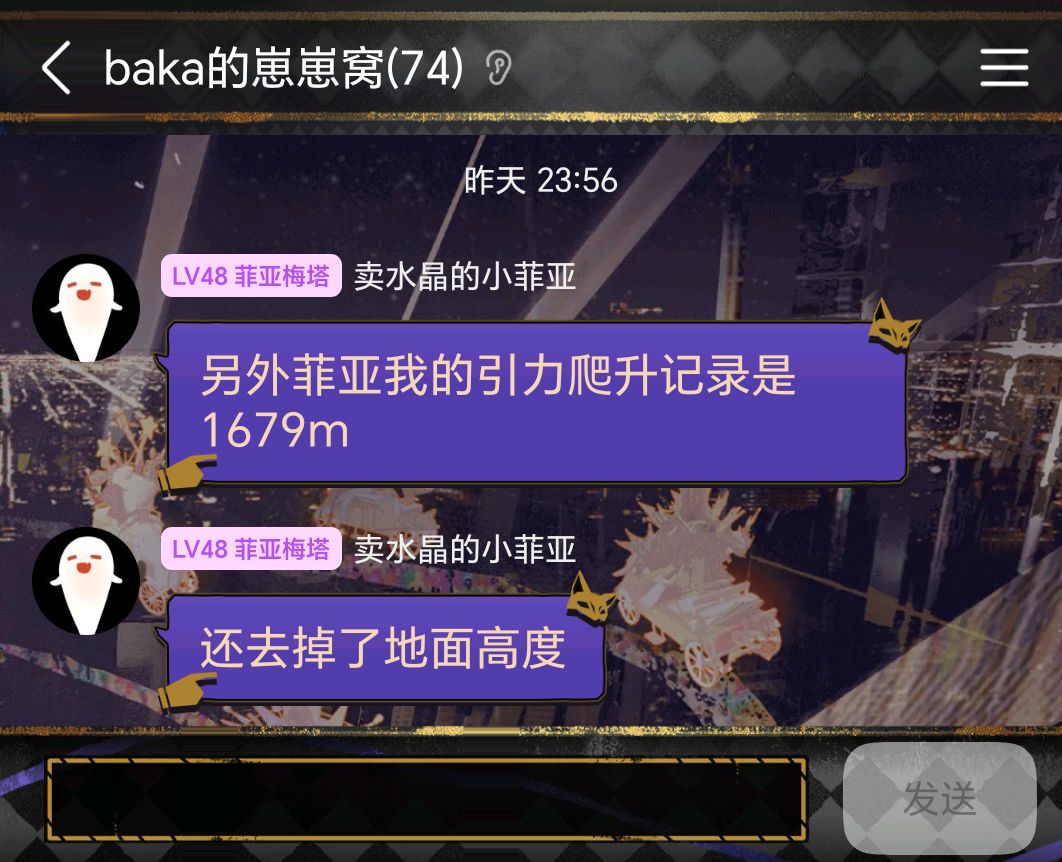 baka的崽崽窝(74)
昨天 23:56
LV48 菲亚梅塔 卖水晶的小菲亚
另外菲亚我的引力爬升记录是
1679m
LV48 菲亚梅塔 卖水晶的小菲亚
还去掉了地面高度
发送